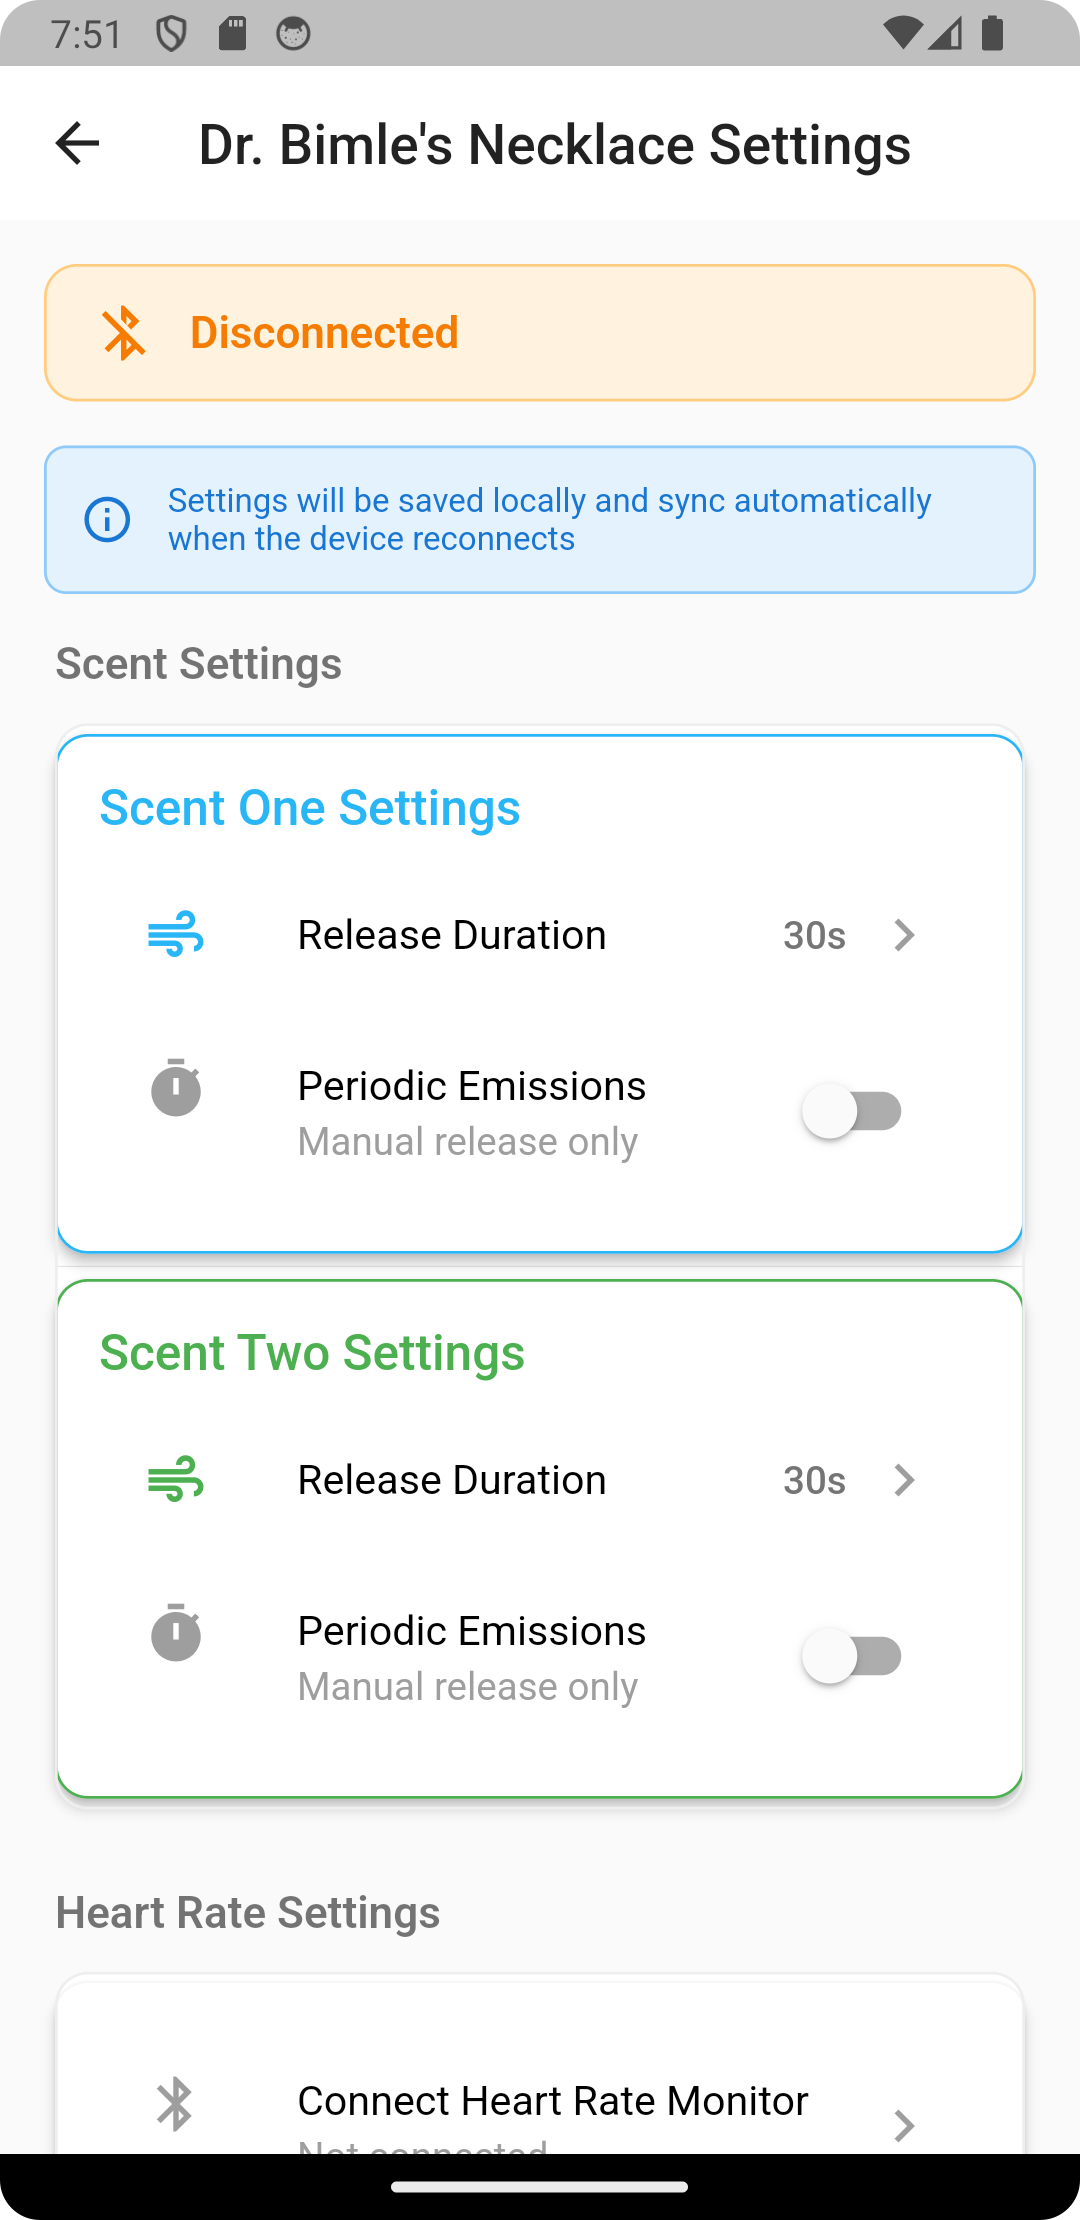 7:51
Dr. Bimle's Necklace Settings
Disconnected
Settings will be saved locally and sync automatically
when the device reconnects
Scent Settings
Scent One Settings
Release Duration 30s
Periodic Emissions
Manual release only
Scent Two Settings
Release Duration 30s
Periodic Emissions
Manual release only
Heart Rate Settings
Connect Heart Rate Monitor
Not connected